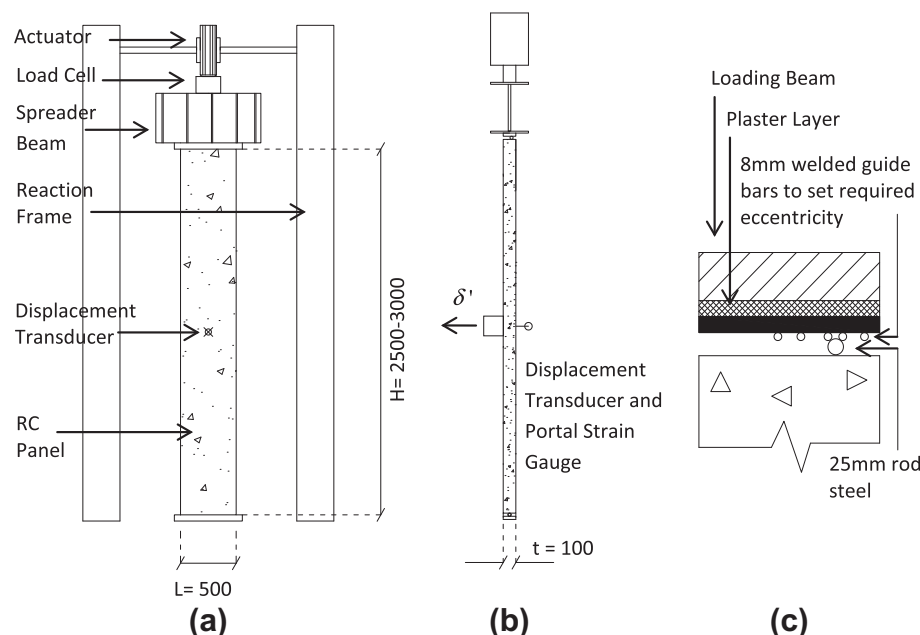 Actuator
Load Cell
Spreader
Beam
Reaction
Frame
Displacement
Transducer
RC
Panel
H= 2500-3000
L= 500
(a)
δ'
Displacement
Transducer and
Portal Strain
Gauge
t = 100
(b)
Loading Beam
Plaster Layer
8mm welded guide
bars to set required
eccentricity
25mm rod
steel
(c)